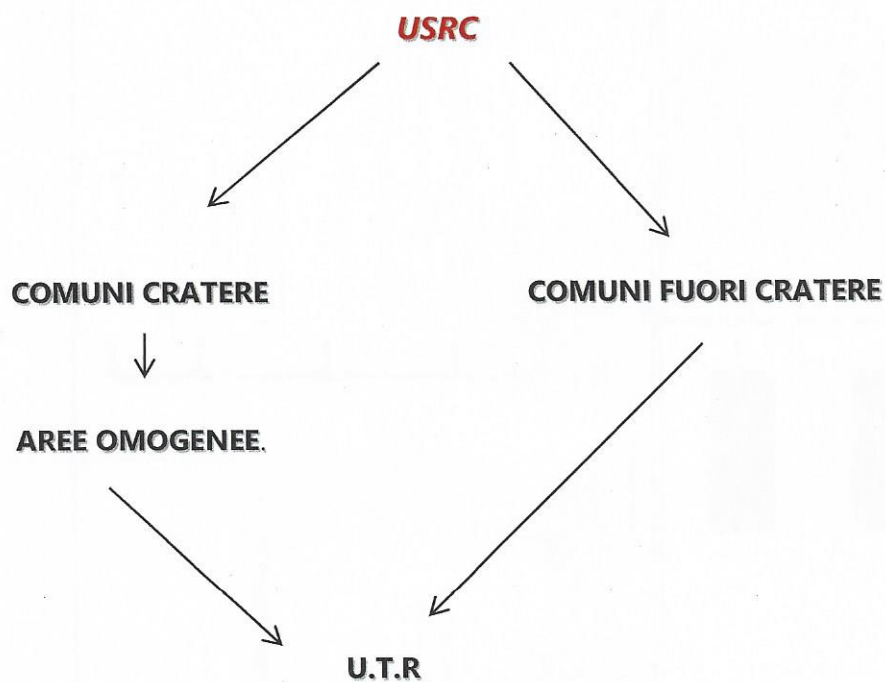 USRC
COMUNI CRATERE
COMUNI FUORI CRATERE
AREE OMOGENEE.
U.T.R